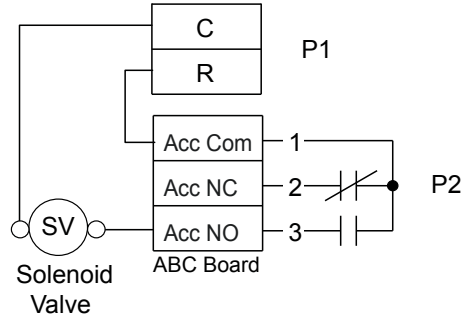 C
P1
R
Acc Com 1
Acc NC 2
P2
Acc NO 3
SV
ABC Board
Solenoid
Valve